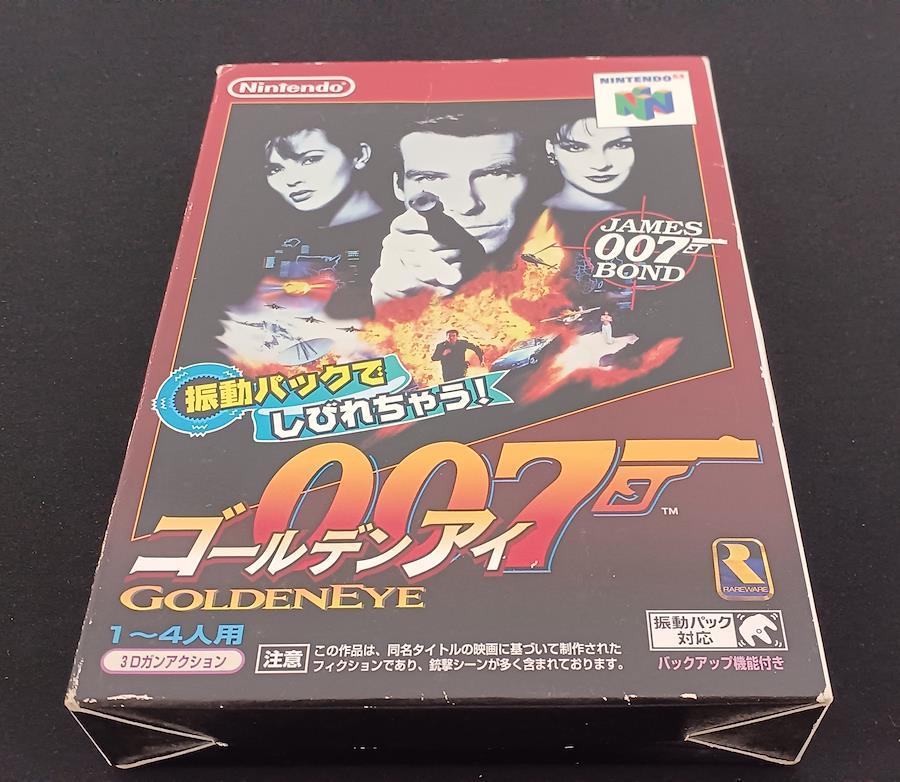 Nintendo
NINTENDO 64
JAMES
007
BOND
振動パックで
しびれちゃう!
007
TM
ゴールデンアイ
GOLDENEYE
RAREWARE
1〜4人用
3Dガンアクション
注意
この作品は、同名タイトルの映画に基づいて制作された
フィクションであり、銃撃シーンが多く含まれております。
振動パック
対応
バックアップ機能付き